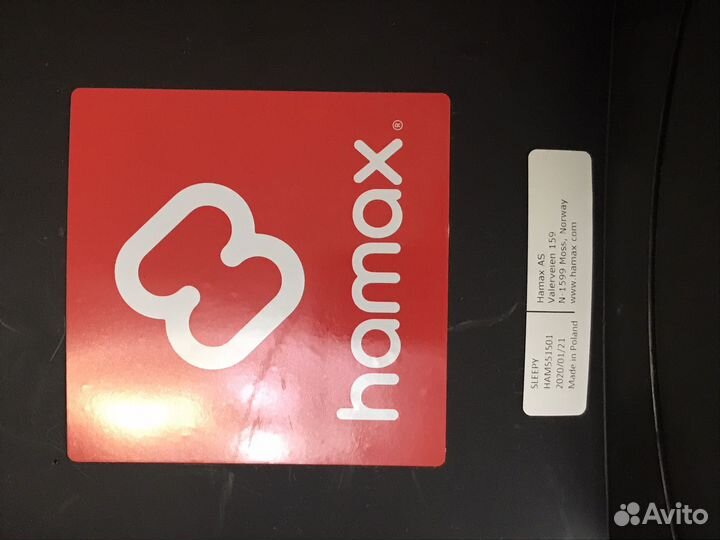 hamax®
SLEEPY
HAM551501
2020/01/21
Made in Poland
Hamax AS
Valerveien 159
N-1599 Moss, Norway
www.hamax.com
Avito